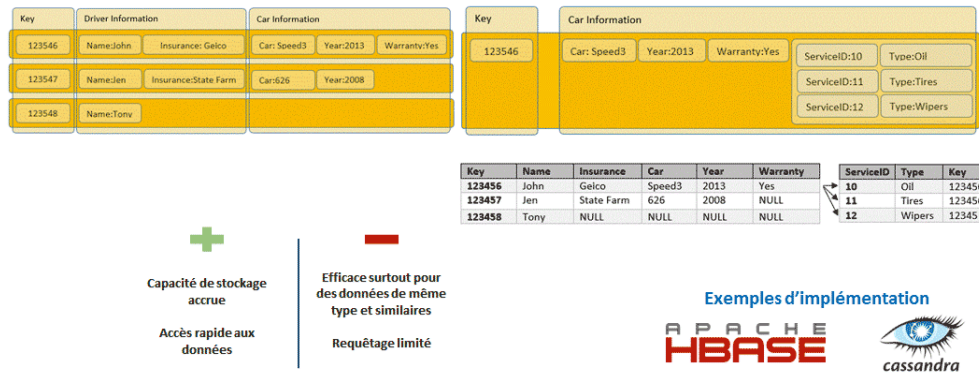 Key Driver Information Car Information
123546 Name:John Insurance: Geico Car: Speed3 Year:2013 Warranty:Yes
123547 Name:Jen Insurance:State Farm Car:626 Year:2008
123548 Name:Tony
Key Car Information
123546 Car: Speed3 Year:2013 Warranty:Yes
ServiceID:10 Type:Oil
ServiceID:11 Type:Tires
ServiceID:12 Type:Wipers
Key Name Insurance Car Year Warranty
123456 John Geico Speed3 2013 Yes
123457 Jen State Farm 626 2008 NULL
123458 Tony NULL NULL NULL NULL
ServiceID Type Key
10 Oil 123456
11 Tires 123456
12 Wipers 12345
Capacité de stockage
accrue
Accès rapide aux
données
Efficace surtout pour
des données de même
type et similaires
Requêtage limité
Exemples d’implémentation
APACHE
HBASE
cassandra